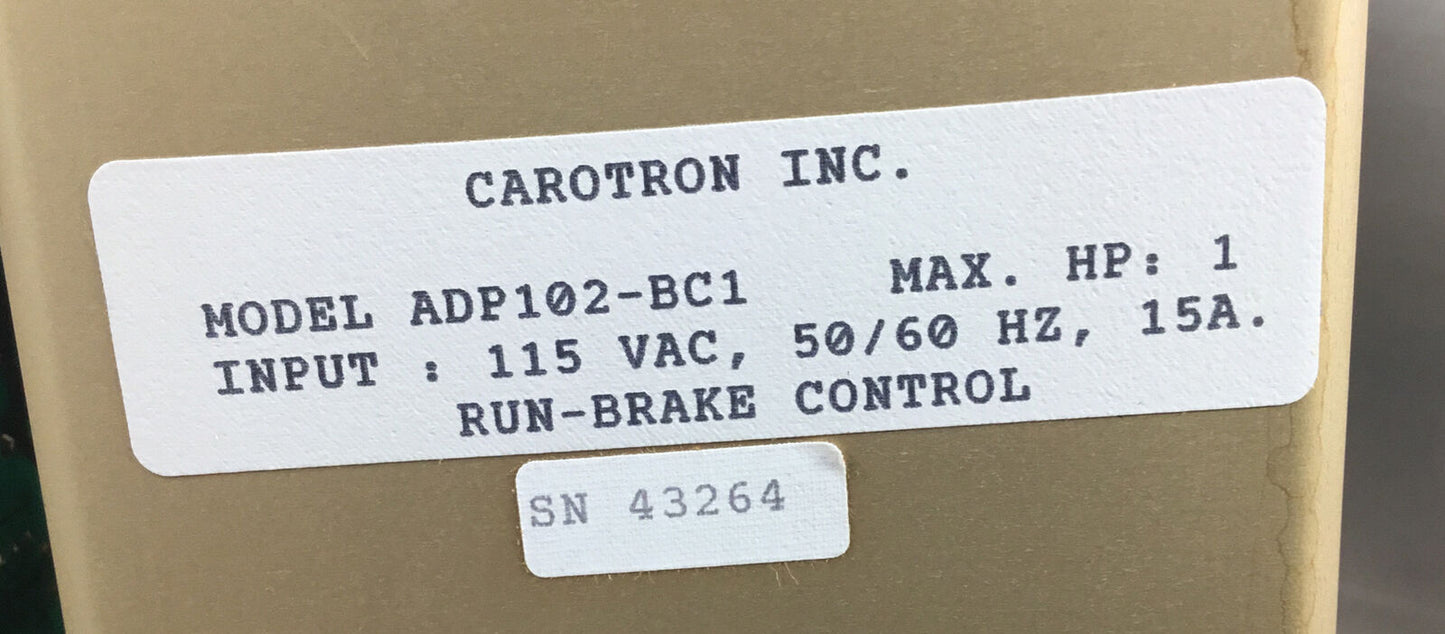 CAROTRON INC.
MODEL ADP102-BC1 MAX. HP: 1
INPUT : 115 VAC, 50/60 HZ, 15A.
RUN-BRAKE CONTROL
SN 43264